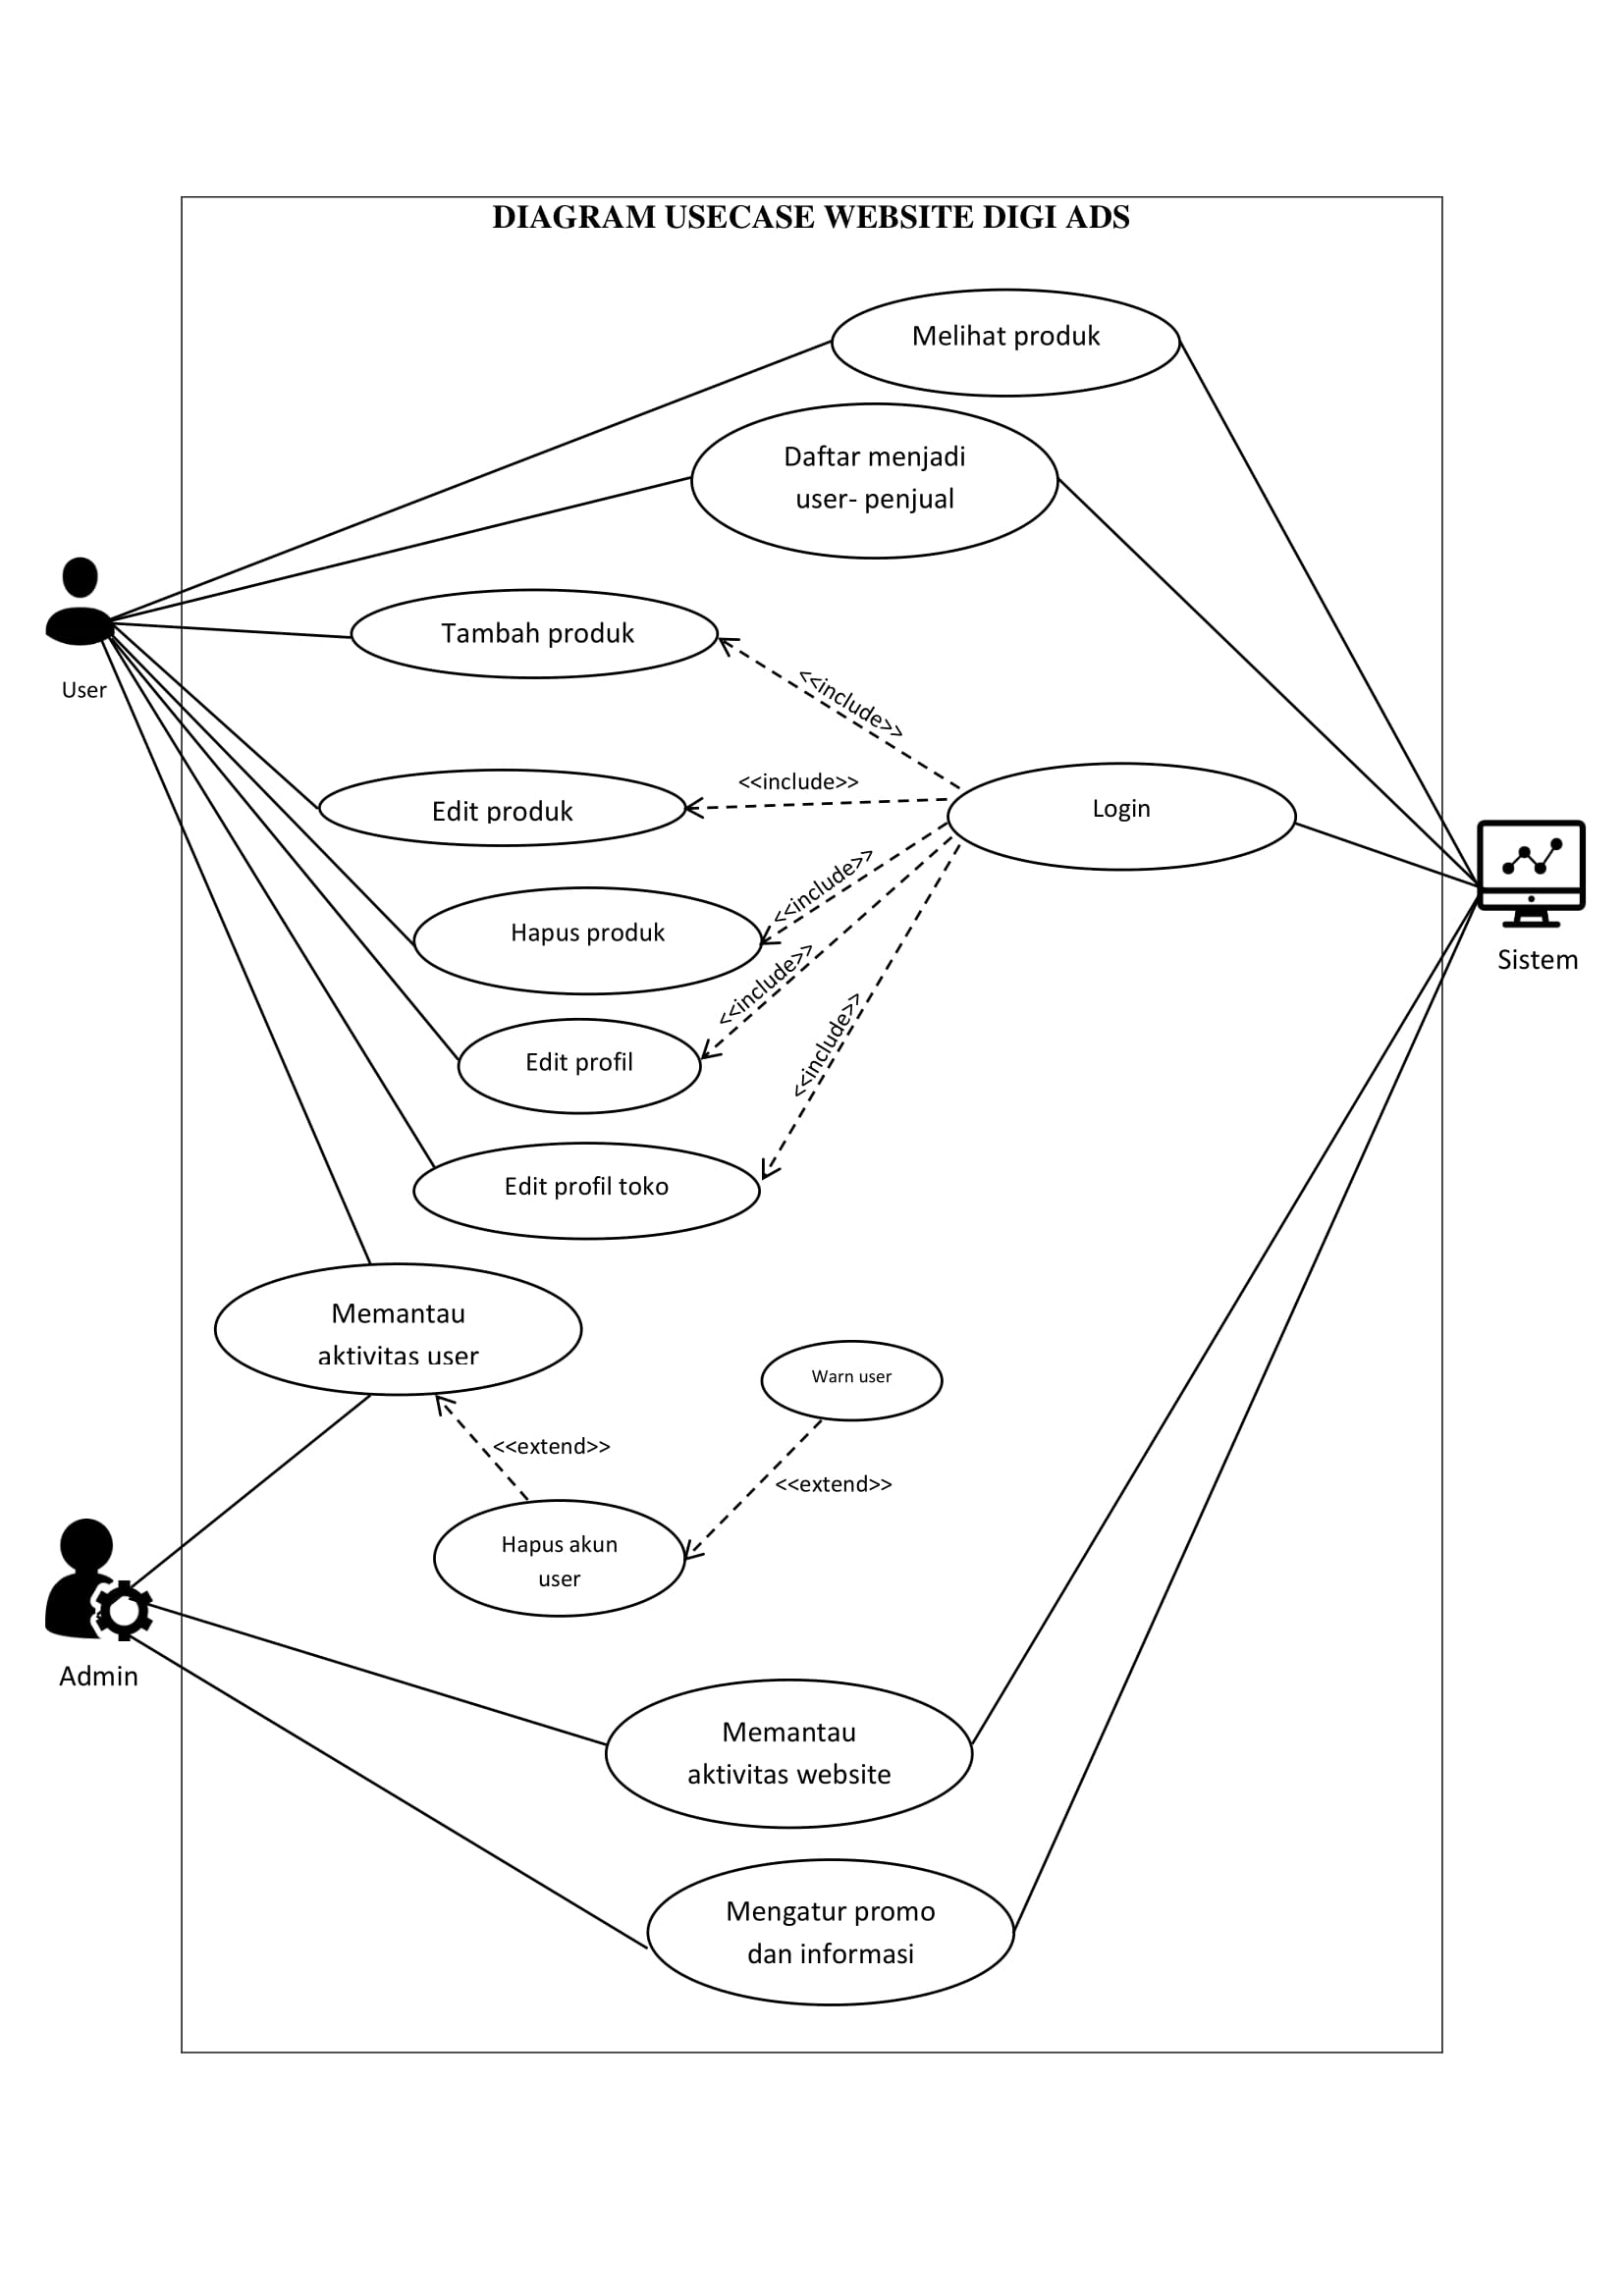 DIAGRAM USECASE WEBSITE DIGI ADS
Melihat produk
Daftar menjadi
user- penjual
Tambah produk
User
<<include>>
<<include>>
Edit produk
Login
<<include>>
Hapus produk
<<include>>
Sistem
<<include>>
Edit profil
Edit profil toko
Memantau
aktivitas user
Warn user
<<extend>>
<<extend>>
Hapus akun
user
Admin
Memantau
aktivitas website
Mengatur promo
dan informasi